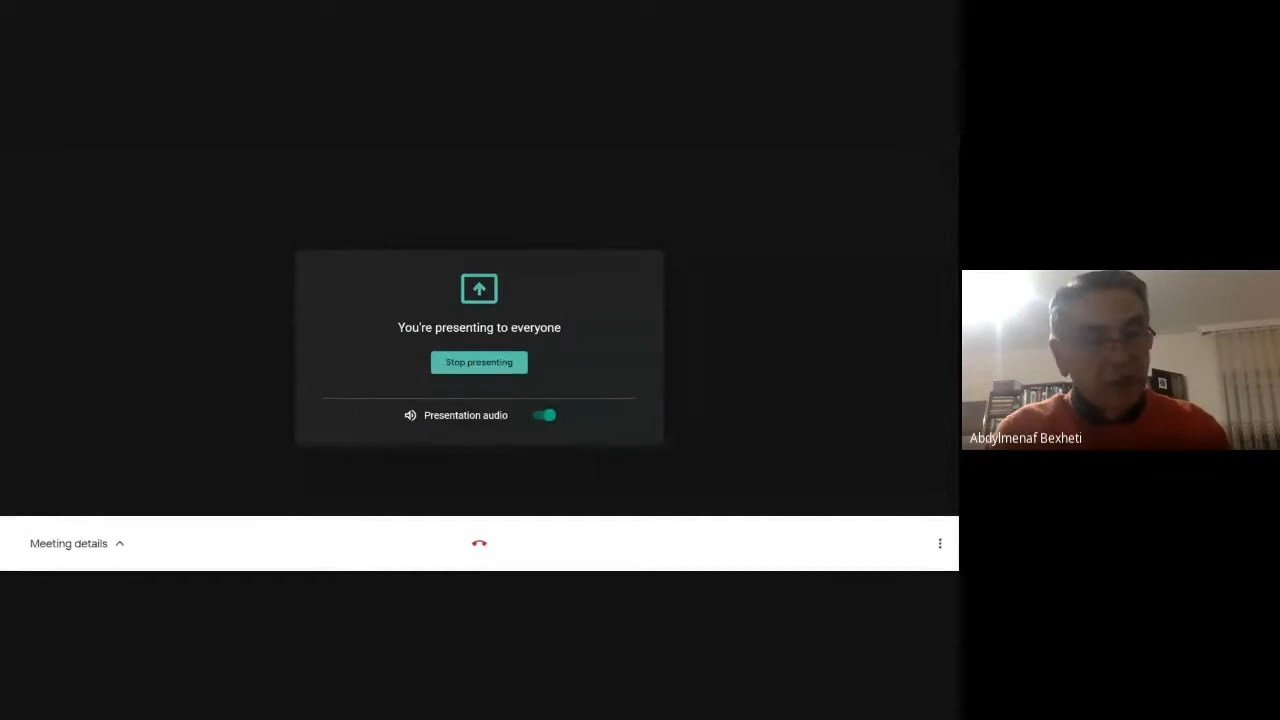 You're presenting to everyone
Stop presenting
Presentation audio
Abdylmenaf Bexheti
Meeting details